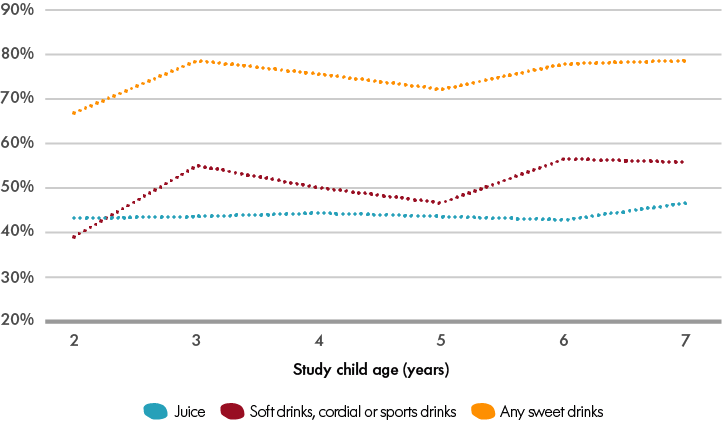 90%
80%
70%
60%
50%
40%
30%
20%
2 3 4 5 6 7
Study child age (years)
Juice Soft drinks, cordial or sports drinks Any sweet drinks